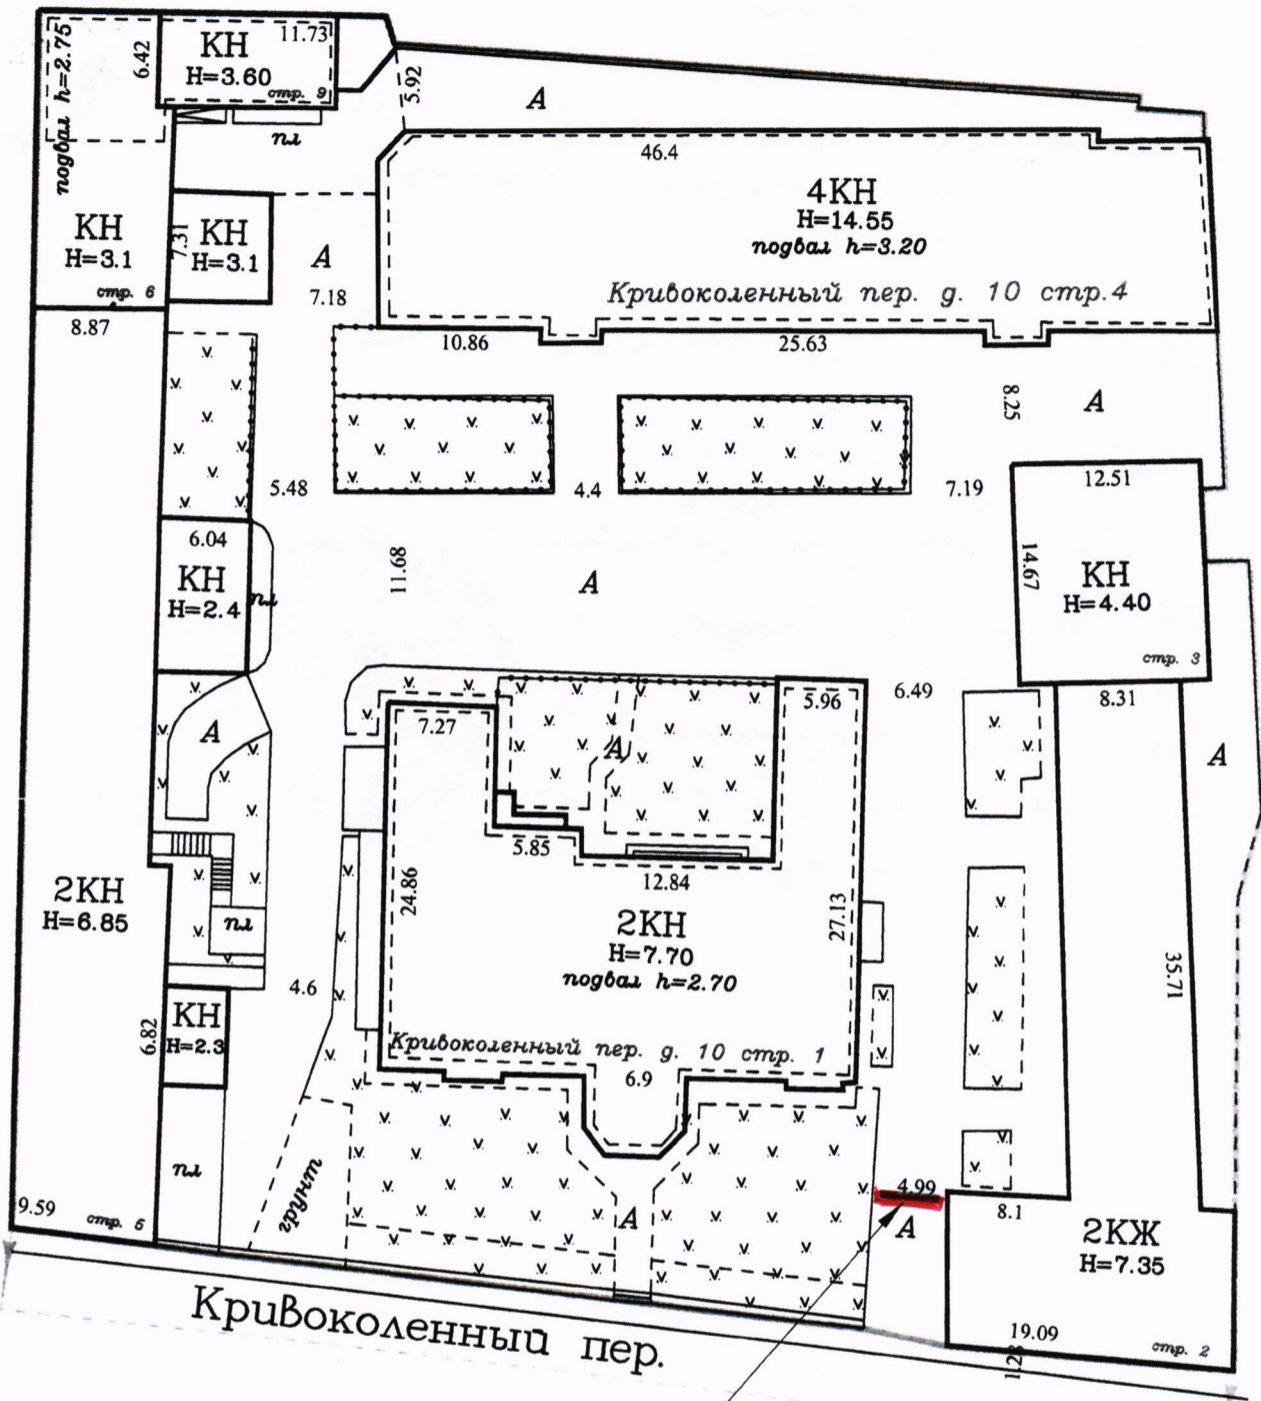 подвал h=2.75
6.42
КН
11.73
H=3.60
стр. 9
пл
5.92
А
46.4
4КН
H=14.55
подвал h=3.20
Кривоколенный пер. д. 10 стр.4
КН
H=3.1
стр. 6
7.31
КН
H=3.1
А
7.18
8.87
10.86
25.63
8.25
А
5.48
4.4
7.19
12.51
14.67
КН
H=4.40
стр. 3
6.04
КН
H=2.4
пл
11.68
А
А
7.27
А
5.96
6.49
8.31
А
5.85
12.84
24.86
27.13
2КН
H=6.85
пл
2КН
H=7.70
подвал h=2.70
35.71
4.6
6.82
КН
H=2.3
Кривоколенный пер. д. 10 стр. 1
6.9
пл
грунт
А
4.99
А
8.1
2КЖ
H=7.35
9.59
стр. 5
19.09
стр. 2
Кривоколенный пер.